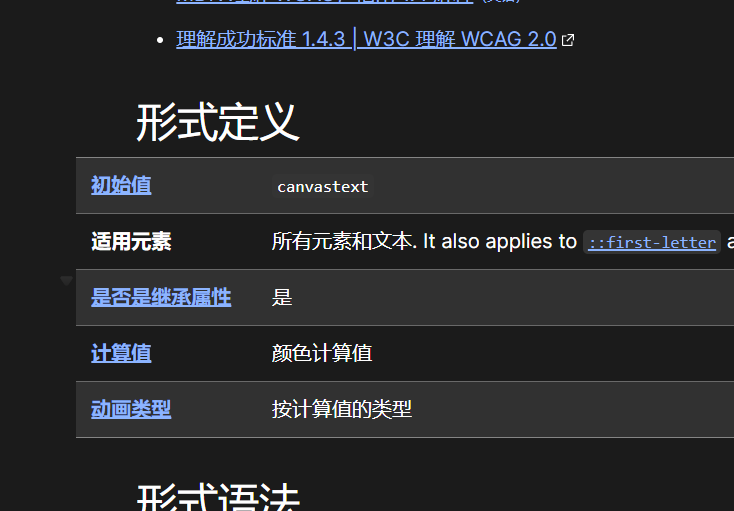 理解成功标准 1.4.3 | W3C 理解 WCAG 2.0
形式定义
初始值 canvastext
适用元素 所有元素和文本. It also applies to ::first-letter a
是否是继承属性 是
计算值 颜色计算值
动画类型 按计算值的类型
形式语法